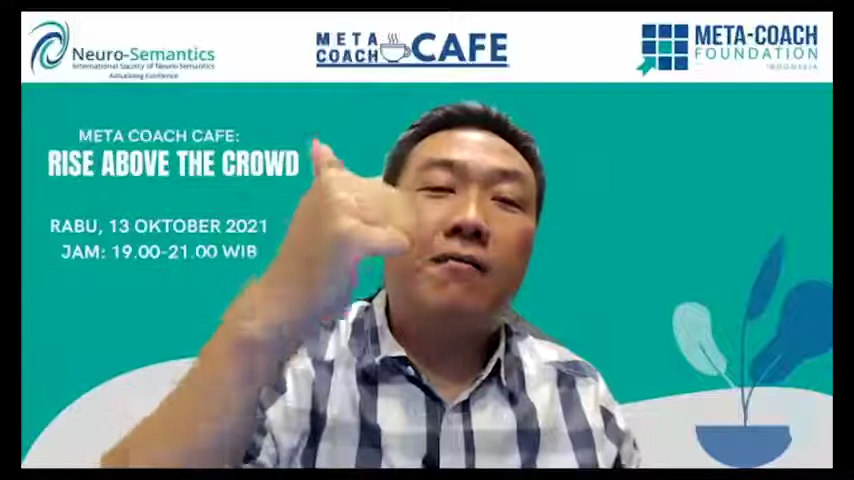 Neuro-Semantics
International Society of Neuro-Semantics
Actualizing Excellence
META COACH CAFE
META-COACH
FOUNDATION
INDONESIA
META COACH CAFE:
RISE ABOVE THE CROWD
RABU, 13 OKTOBER 2021
JAM: 19.00-21.00 WIB